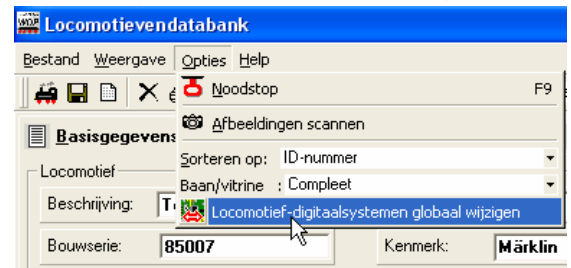 Locomotievendatabank
Bestand Weergave Opties Help
Noodstop F9
Afbeeldingen scannen
Basisgegevens
Sorteren op: ID-nummer
Locomotief
Baan/vitrine : Compleet
Beschrijving:
Locomotief-digitaalsystemen globaal wijzigen
Bouwserie: 85007 Kenmerk: Märklin